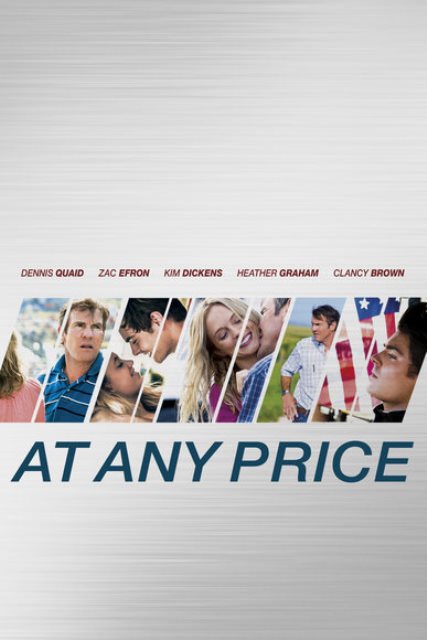 DENNIS QUAID ZAC EFRON KIM DICKENS HEATHER GRAHAM CLANCY BROWN
AT ANY PRICE